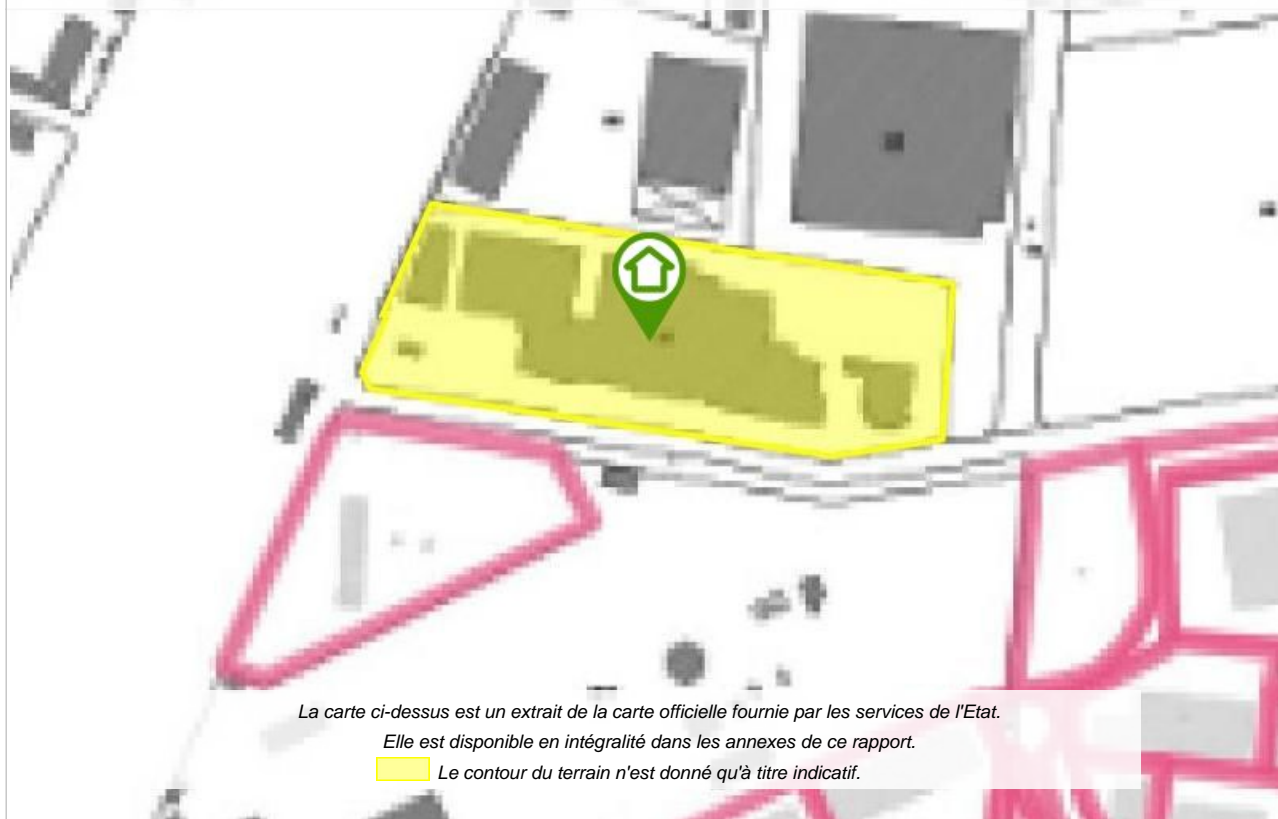 La carte ci-dessus est un extrait de la carte officielle fournie par les services de l'Etat.
Elle est disponible en intégralité dans les annexes de ce rapport.
Le contour du terrain n'est donné qu'à titre indicatif.